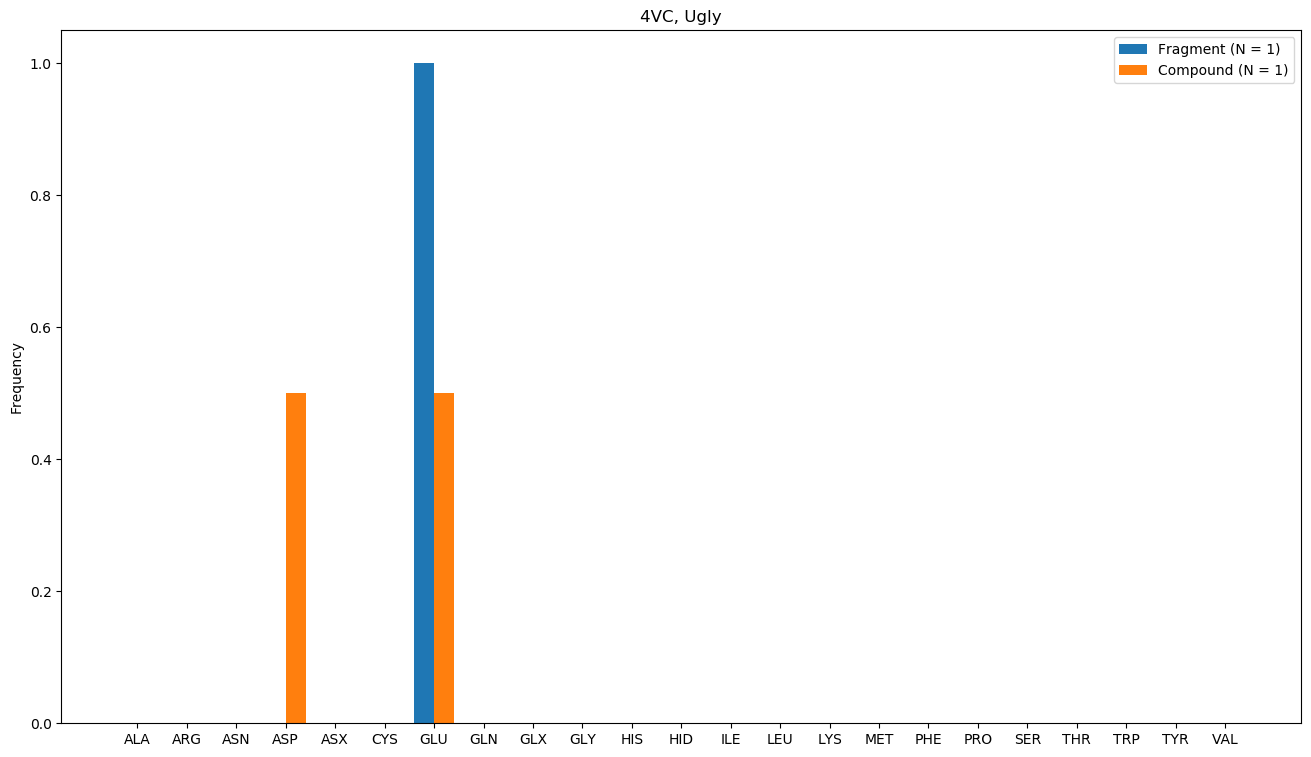 4VC, Ugly
Fragment (N = 1)
Compound (N = 1)
1.0
0.8
0.6
0.4
0.2
0.0
Frequency
ALA ARG ASN ASP ASX CYS GLU GLN GLX GLY HIS HID ILE LEU LYS MET PHE PRO SER THR TRP TYR VAL